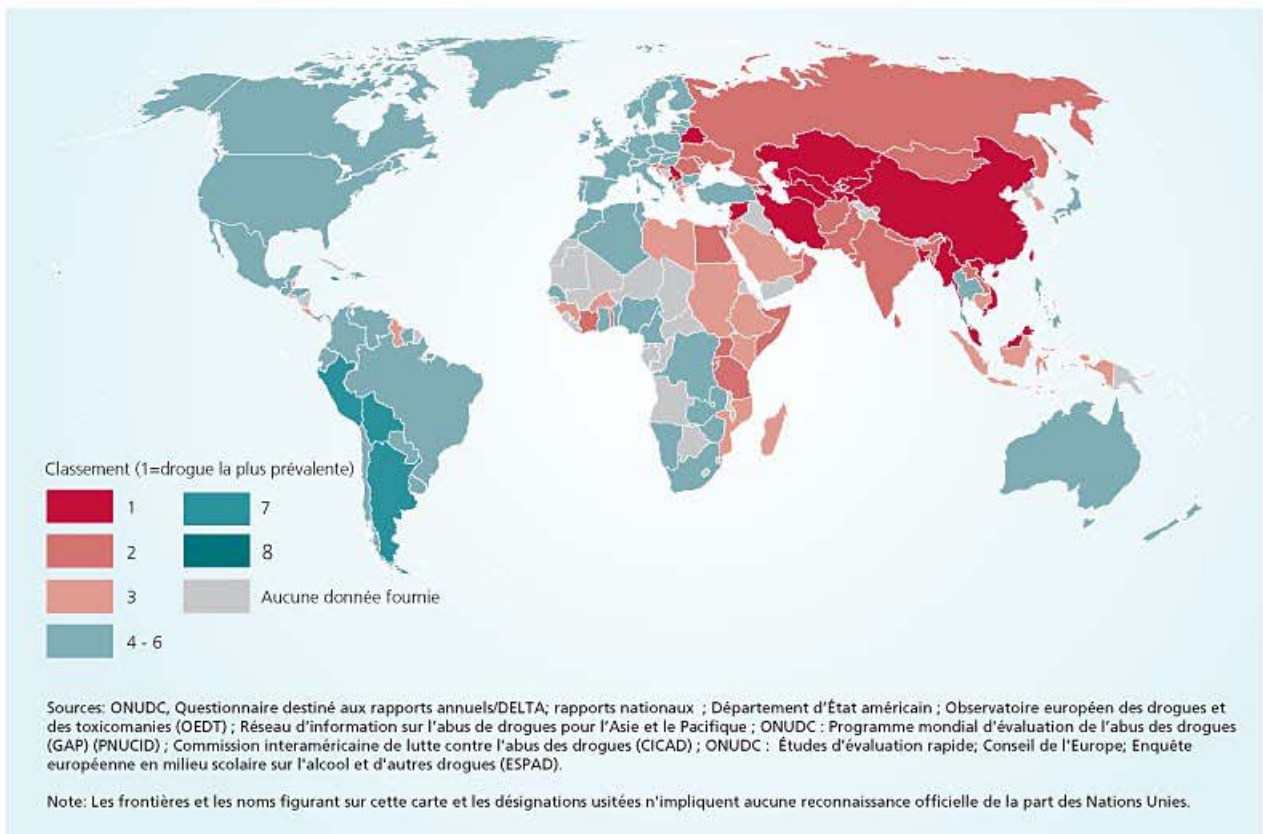 Classement (1=drogue la plus prévalente)
1
7
2
8
3
Aucune donnée fournie
4 - 6
Sources: ONUDC, Questionnaire destiné aux rapports annuels/DELTA; rapports nationaux ; Département d'État américain ; Observatoire européen des drogues et
des toxicomanies (OEDT) ; Réseau d'information sur l'abus de drogues pour l'Asie et le Pacifique ; ONUDC : Programme mondial d'évaluation de l'abus des drogues
(GAP) (PNUCID) ; Commission interaméricaine de lutte contre l'abus des drogues (CICAD) ; ONUDC : Études d'évaluation rapide; Conseil de l'Europe; Enquête
européenne en milieu scolaire sur l'alcool et d'autres drogues (ESPAD).
Note: Les frontières et les noms figurant sur cette carte et les désignations usitées n'impliquent aucune reconnaissance officielle de la part des Nations Unies.